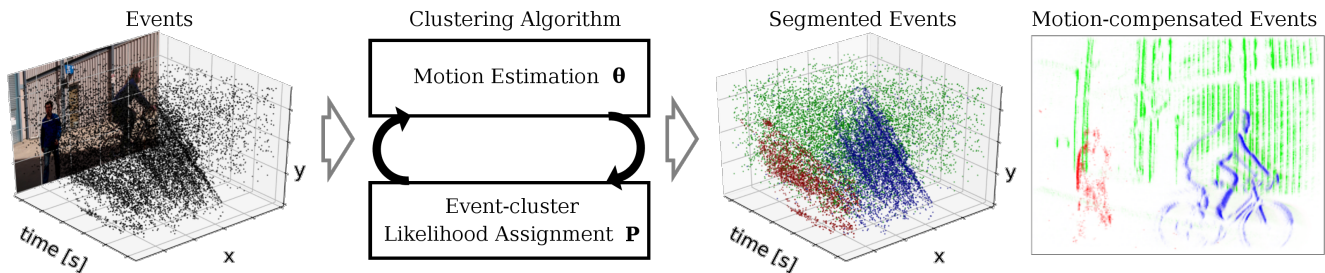 Events
Clustering Algorithm
Segmented Events
Motion-compensated Events
Motion Estimation θ
Event-cluster
Likelihood Assignment P
time [s]
x
y
time [s]
x
y